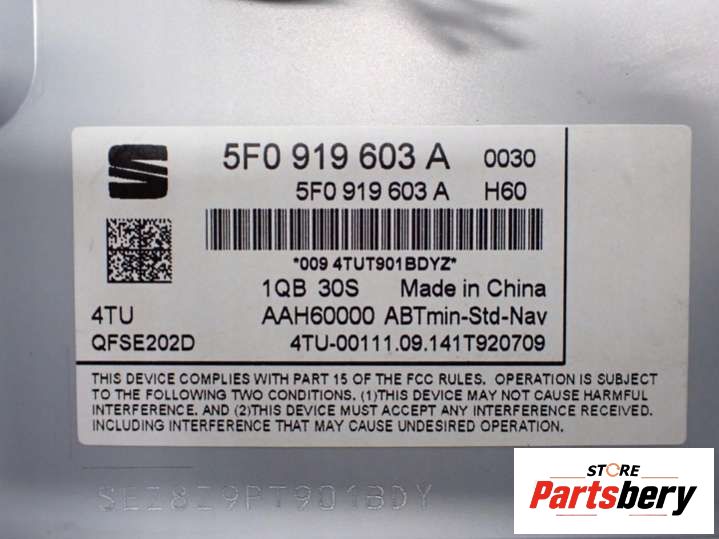 5F0 919 603 A 0030
5F0 919 603 A H60
*009 4TUT901BDYZ*
1QB 30S Made in China
4TU AAH60000 ABTmin-Std-Nav
QFSE202D 4TU-00111.09.141T920709
THIS DEVICE COMPLIES WITH PART 15 OF THE FCC RULES. OPERATION IS SUBJECT
TO THE FOLLOWING TWO CONDITIONS. (1)THIS DEVICE MAY NOT CAUSE HARMFUL
INTERFERENCE. AND (2)THIS DEVICE MUST ACCEPT ANY INTERFERENCE RECEIVED.
INCLUDING INTERFERENCE THAT MAY CAUSE UNDESIRED OPERATION.
SEZ8Z9PT901BDY
STORE
Partsbery